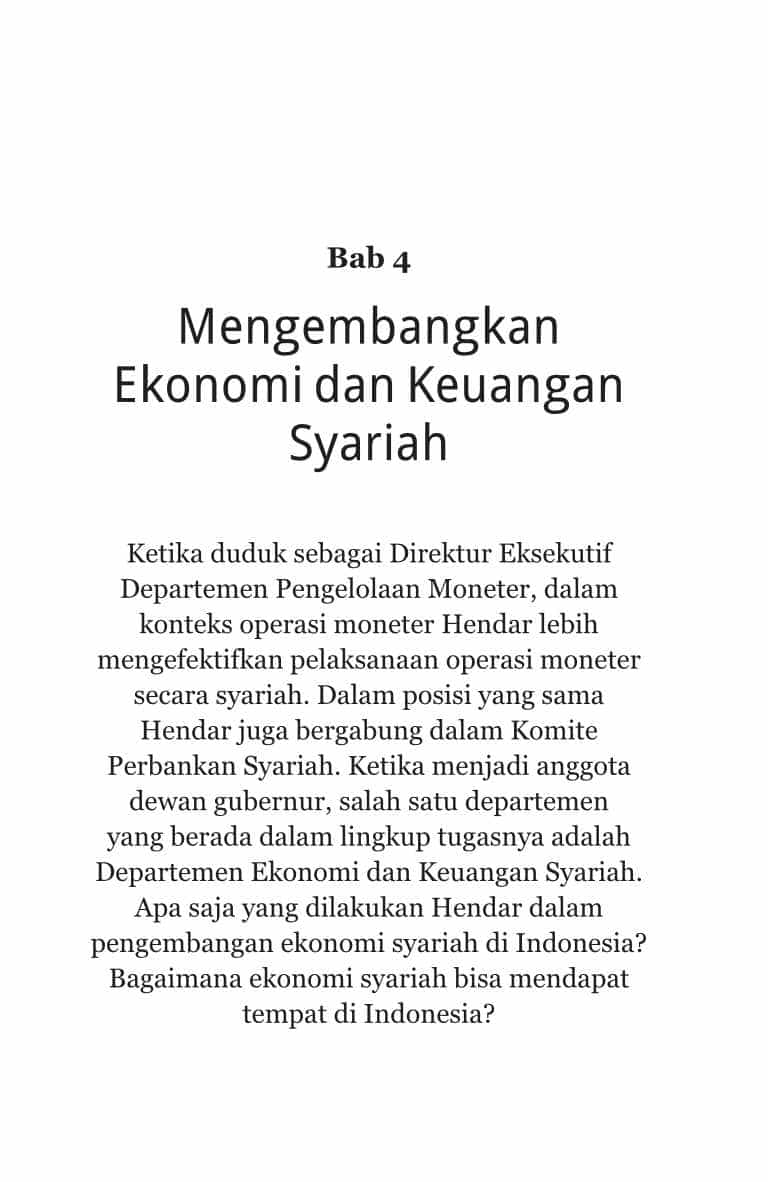 Bab 4
Mengembangkan
Ekonomi dan Keuangan
Syariah
Ketika duduk sebagai Direktur Eksekutif
Departemen Pengelolaan Moneter, dalam
konteks operasi moneter Hendar lebih
mengefektifkan pelaksanaan operasi moneter
secara syariah. Dalam posisi yang sama
Hendar juga bergabung dalam Komite
Perbankan Syariah. Ketika menjadi anggota
dewan gubernur, salah satu departemen
yang berada dalam lingkup tugasnya adalah
Departemen Ekonomi dan Keuangan Syariah.
Apa saja yang dilakukan Hendar dalam
pengembangan ekonomi syariah di Indonesia?
Bagaimana ekonomi syariah bisa mendapat
tempat di Indonesia?